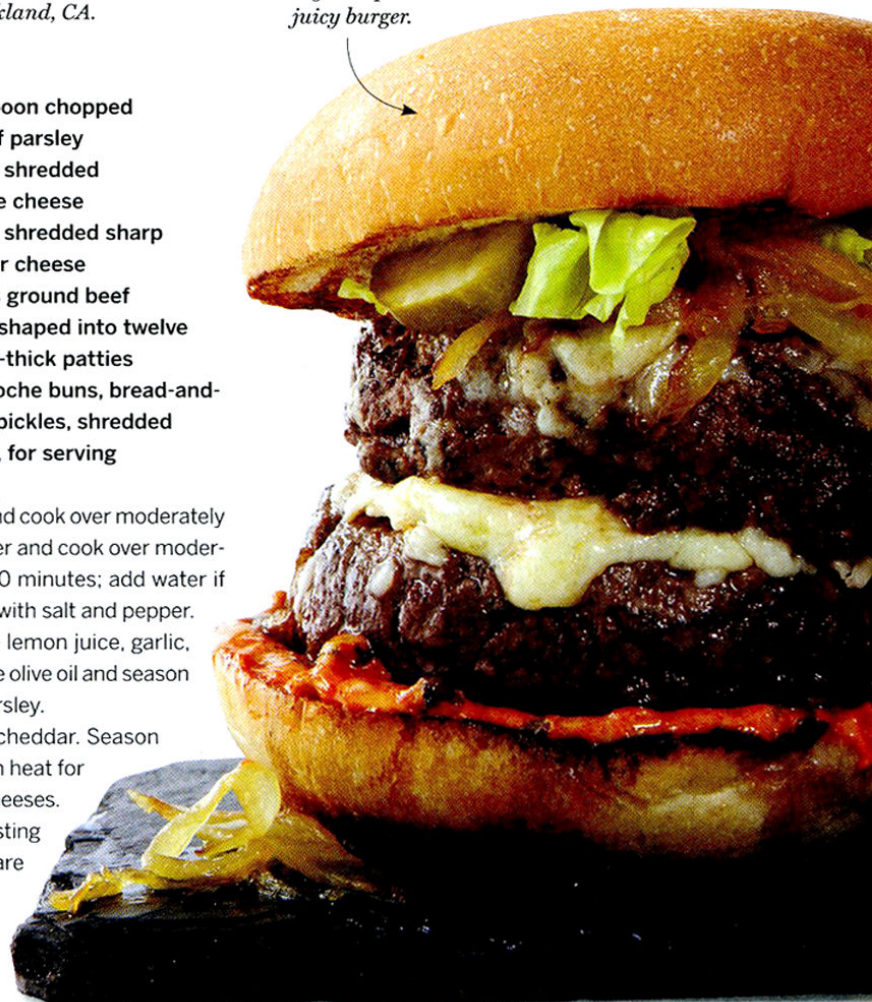 kland, CA.
juicy burger.
oon chopped
f parsley
shredded
e cheese
shredded sharp
r cheese
ground beef
shaped into twelve
-thick patties
oche buns, bread-and-
pickles, shredded
, for serving
nd cook over moderately
er and cook over moder-
0 minutes; add water if
with salt and pepper.
lemon juice, garlic,
e olive oil and season
rsley.
cheddar. Season
n heat for
eeses.
sting
are